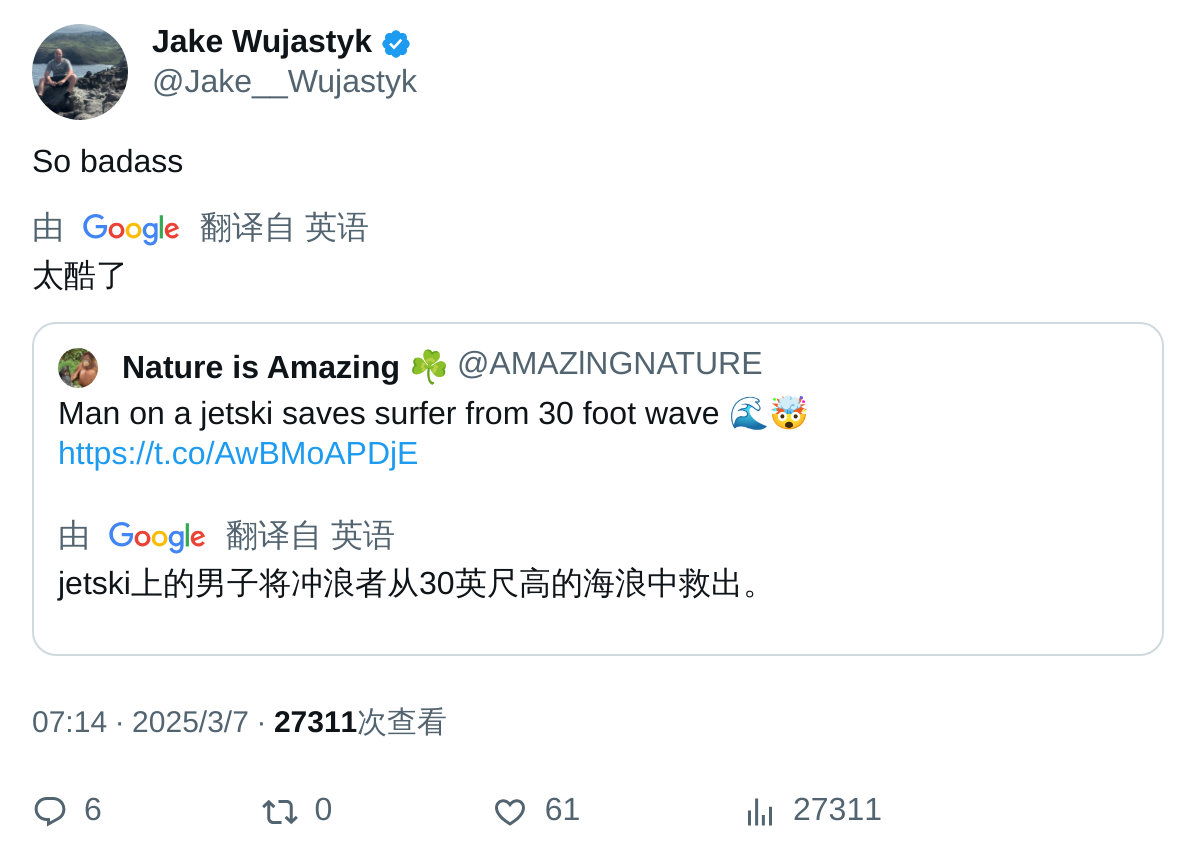 Jake Wujastyk
@Jake__Wujastyk
So badass
由 Google 翻译自 英语
太酷了
Nature is Amazing ☘️ @AMAZlNGNATURE
Man on a jetski saves surfer from 30 foot wave 🌊🤯
https://t.co/AwBMoAPDjE
由 Google 翻译自 英语
jetski上的男子将冲浪者从30英尺高的海浪中救出。
07:14 · 2025/3/7 · 27311次查看
6 0 61 27311